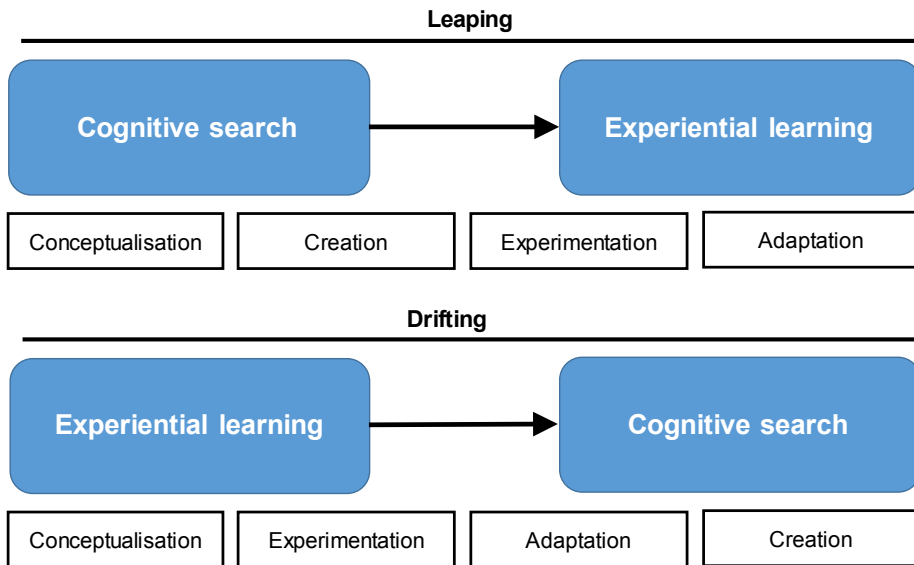 Leaping
Cognitive search
Experiential learning
Conceptualisation
Creation
Experimentation
Adaptation
Drifting
Experiential learning
Cognitive search
Conceptualisation
Experimentation
Adaptation
Creation